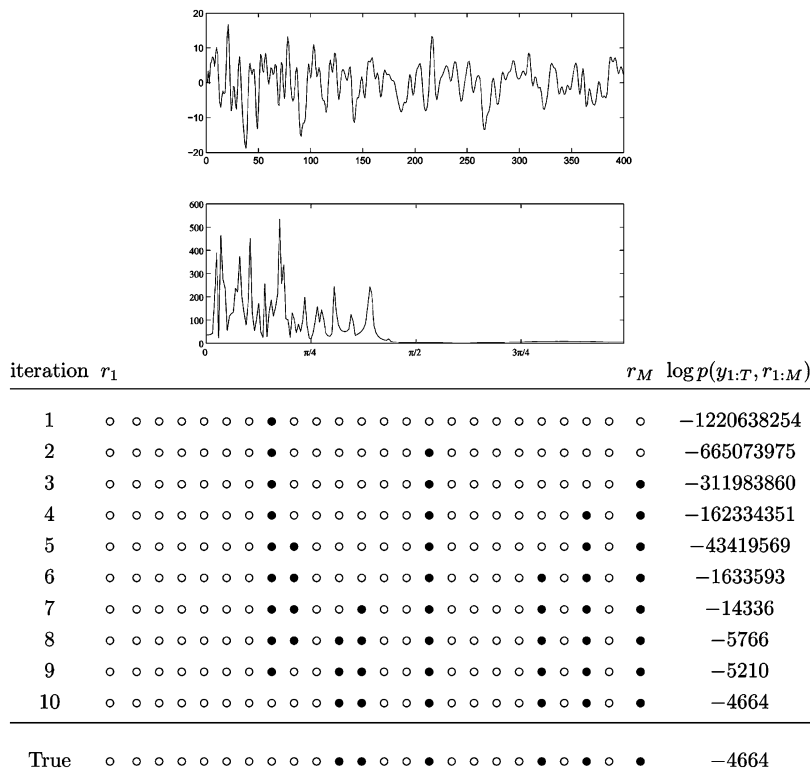 20
10
0
−10
−20
0 50 100 150 200 250 300 350 400
600
500
400
300
200
100
0
0 π/4 π/2 3π/4
iteration r₁ r_M log p(y₁:T, r₁:M)
1 ○ ○ ○ ○ ○ ○ ○ ● ○ ○ ○ ○ ○ ○ ○ ○ ○ ○ ○ ○ ○ ○ ○ ○ −1220638254
2 ○ ○ ○ ○ ○ ○ ○ ● ○ ○ ○ ○ ○ ○ ● ○ ○ ○ ○ ○ ○ ○ ○ ○ −665073975
3 ○ ○ ○ ○ ○ ○ ○ ● ○ ○ ○ ○ ○ ○ ● ○ ○ ○ ○ ○ ○ ○ ○ ● −311983860
4 ○ ○ ○ ○ ○ ○ ○ ● ○ ○ ○ ○ ○ ○ ● ○ ○ ○ ○ ○ ○ ● ○ ● −162334351
5 ○ ○ ○ ○ ○ ○ ○ ● ● ○ ○ ○ ○ ○ ● ○ ○ ○ ○ ○ ○ ● ○ ● −43419569
6 ○ ○ ○ ○ ○ ○ ○ ● ● ○ ○ ○ ○ ○ ● ○ ○ ○ ○ ● ○ ● ○ ● −1633593
7 ○ ○ ○ ○ ○ ○ ○ ● ● ○ ○ ● ○ ○ ● ○ ○ ○ ○ ● ○ ● ○ ● −14336
8 ○ ○ ○ ○ ○ ○ ○ ● ● ○ ● ● ○ ○ ● ○ ○ ○ ○ ● ○ ● ○ ● −5766
9 ○ ○ ○ ○ ○ ○ ○ ● ○ ○ ● ● ○ ○ ● ○ ○ ○ ○ ● ○ ● ○ ● −5210
10 ○ ○ ○ ○ ○ ○ ○ ○ ○ ○ ● ● ○ ○ ● ○ ○ ○ ○ ● ○ ● ○ ● −4664
True ○ ○ ○ ○ ○ ○ ○ ○ ○ ○ ● ● ○ ○ ● ○ ○ ○ ○ ● ○ ● ○ ● −4664